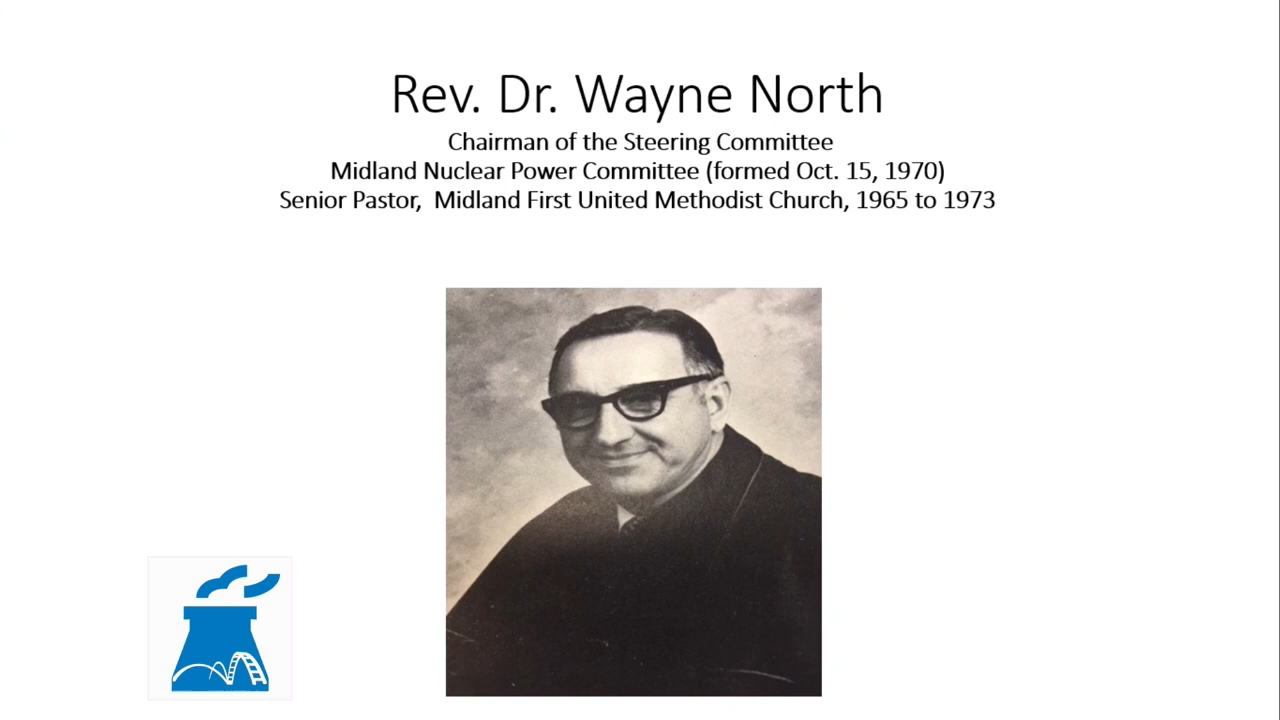 Rev. Dr. Wayne North
Chairman of the Steering Committee
Midland Nuclear Power Committee (formed Oct. 15, 1970)
Senior Pastor,  Midland First United Methodist Church, 1965 to 1973